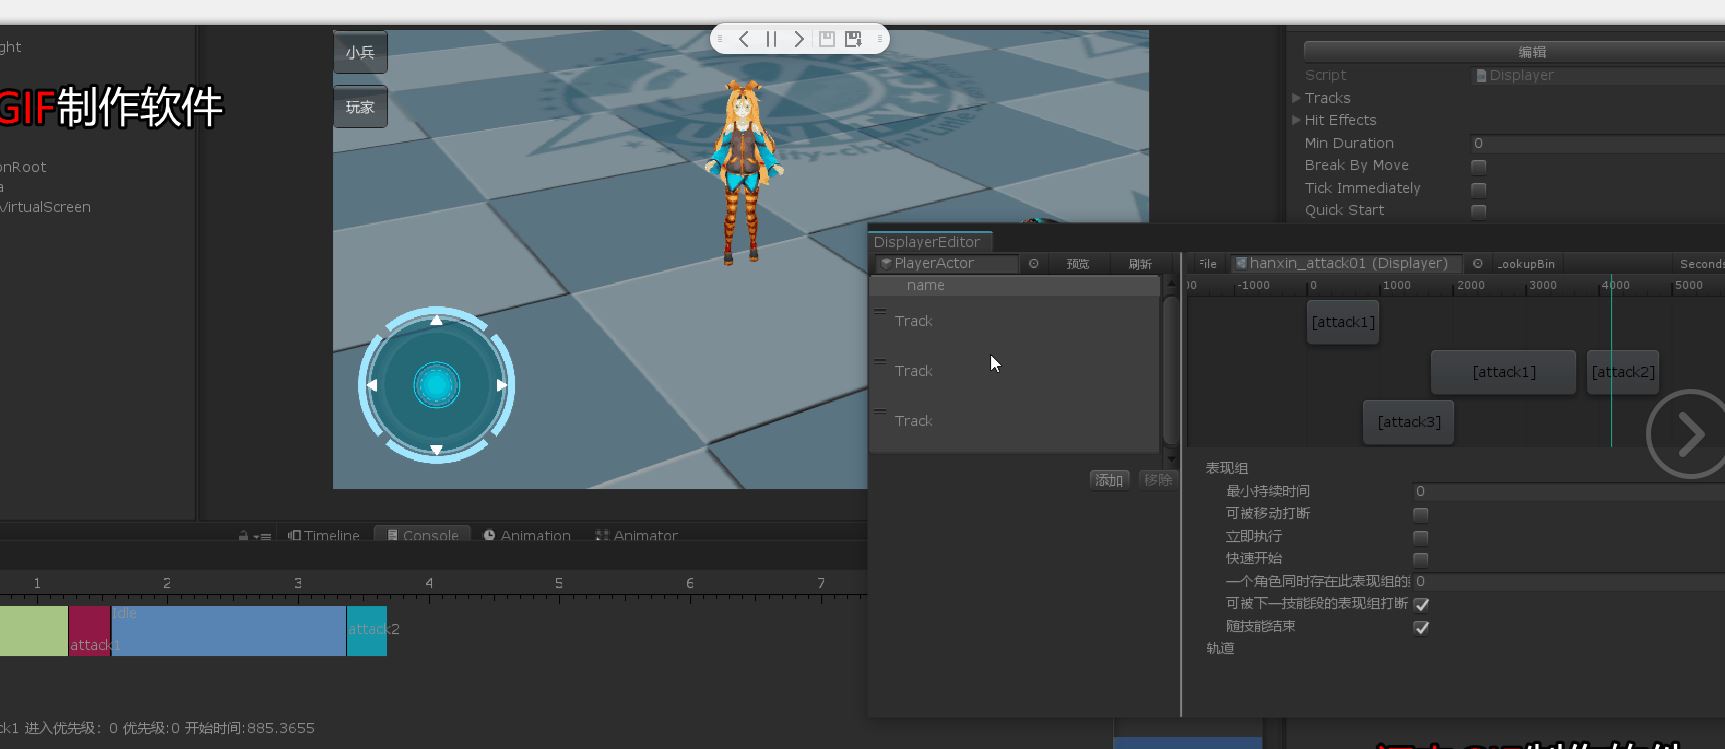 ght
GIF制作软件
onRoot
a
VirtualScreen
小兵
玩家
编辑
Script
Displayer
Tracks
Hit Effects
Min Duration
0
Break By Move
Tick Immediately
Quick Start
DisplayerEditor
PlayerActor
预览
刷新
File
hanxin_attack01 (Displayer)
LookupBin
Seconds
name
00 -1000 0 1000 2000 3000 4000 5000
Track
[attack1]
Track
[attack1]
[attack2]
Track
[attack3]
添加
移除
表现组
最小持续时间
0
可被移动打断
立即执行
快速开始
一个角色同时存在此表现组的
0
可被下一技能段的表现组打断
随技能结束
轨道
Timeline
Console
Animation
Animator
1 2 3 4 5 6 7
Idle
attack2
attack1
ck1 进入优先级：0 优先级:0 开始时间:885.3655